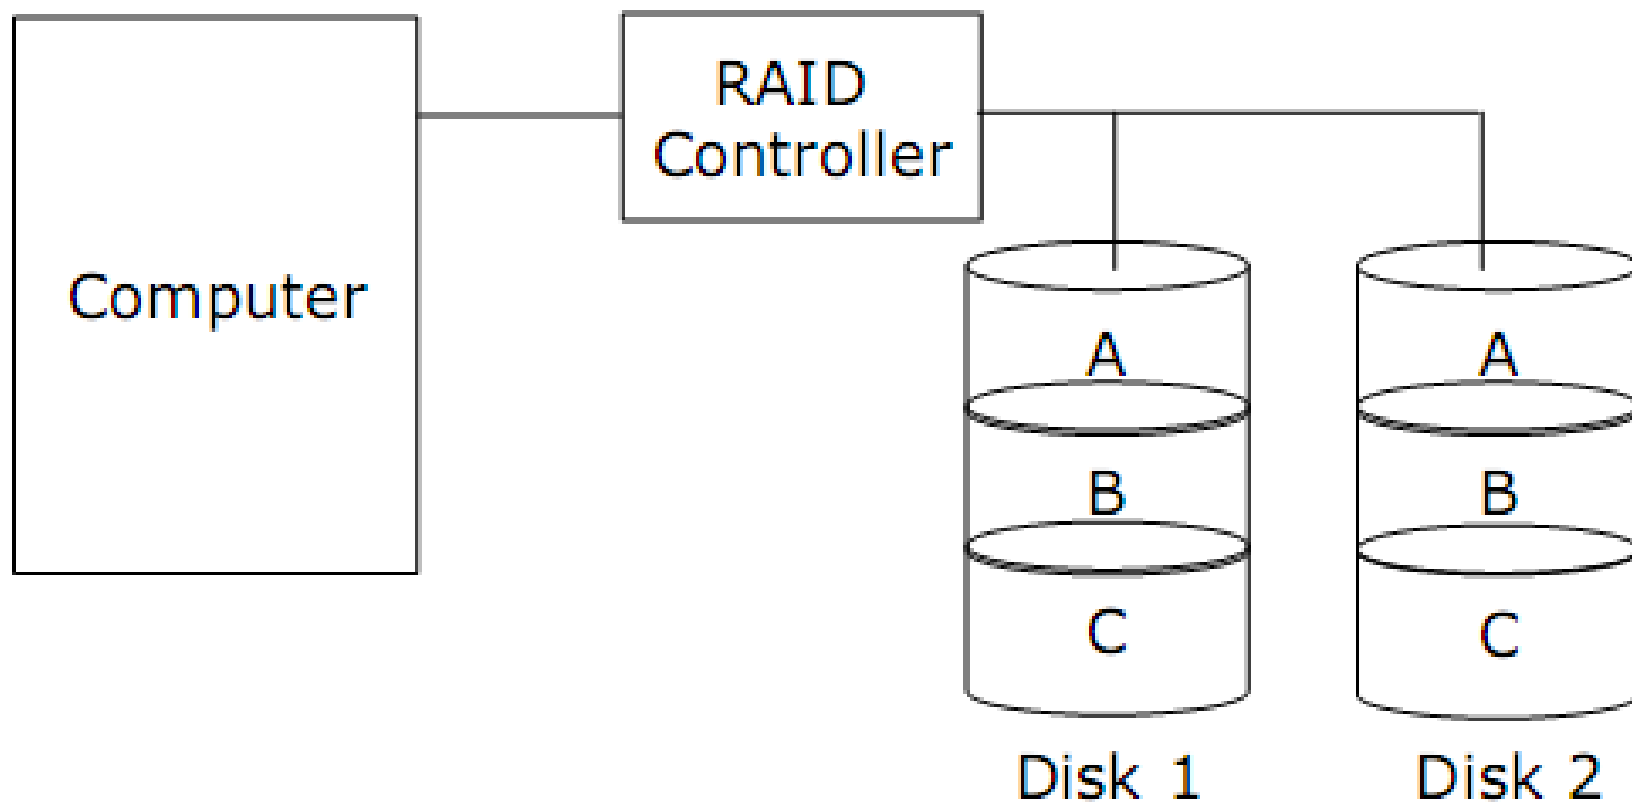 RAID
Controller
Computer
A
A
B
B
C
C
Disk 1
Disk 2